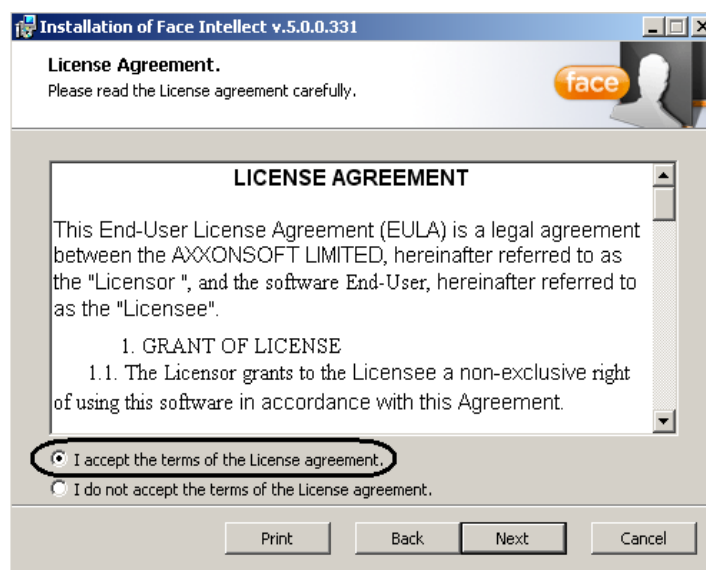 Installation of Face Intellect v.5.0.0.331
License Agreement.
Please read the License agreement carefully.
face
LICENSE AGREEMENT
This End-User License Agreement (EULA) is a legal agreement
between the AXXONSOFT LIMITED, hereinafter referred to as
the "Licensor ", and the software End-User, hereinafter referred to
as the "Licensee".
1. GRANT OF LICENSE
1.1. The Licensor grants to the Licensee a non-exclusive right
of using this software in accordance with this Agreement.
I accept the terms of the License agreement.
I do not accept the terms of the License agreement.
Print Back Next Cancel